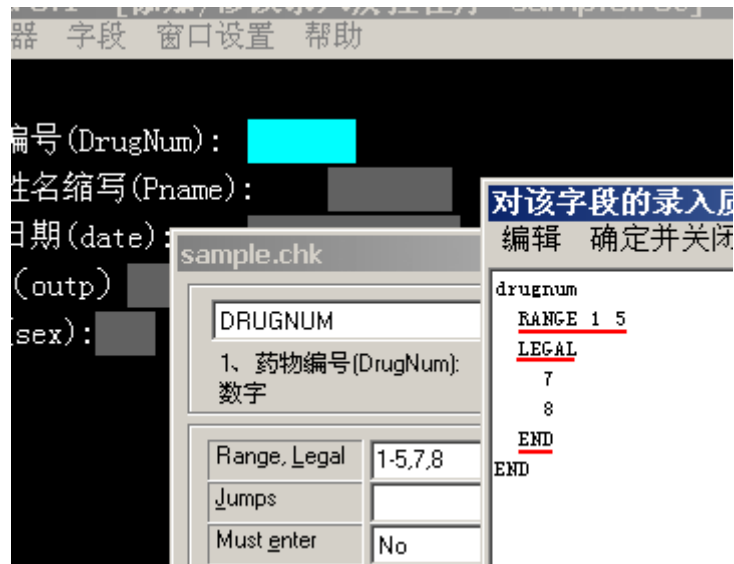 器 字段 窗口设置 帮助
编号(DrugNum):
姓名缩写(Pname):
日期(date):
(outp)
(sex):
sample.chk
DRUGNUM
1、药物编号(DrugNum):
数字
Range, Legal 1-5,7,8
Jumps
Must enter No
对该字段的录入质
编辑 确定并关闭
drugnum
RANGE 1 5
LEGAL
7
8
END
END